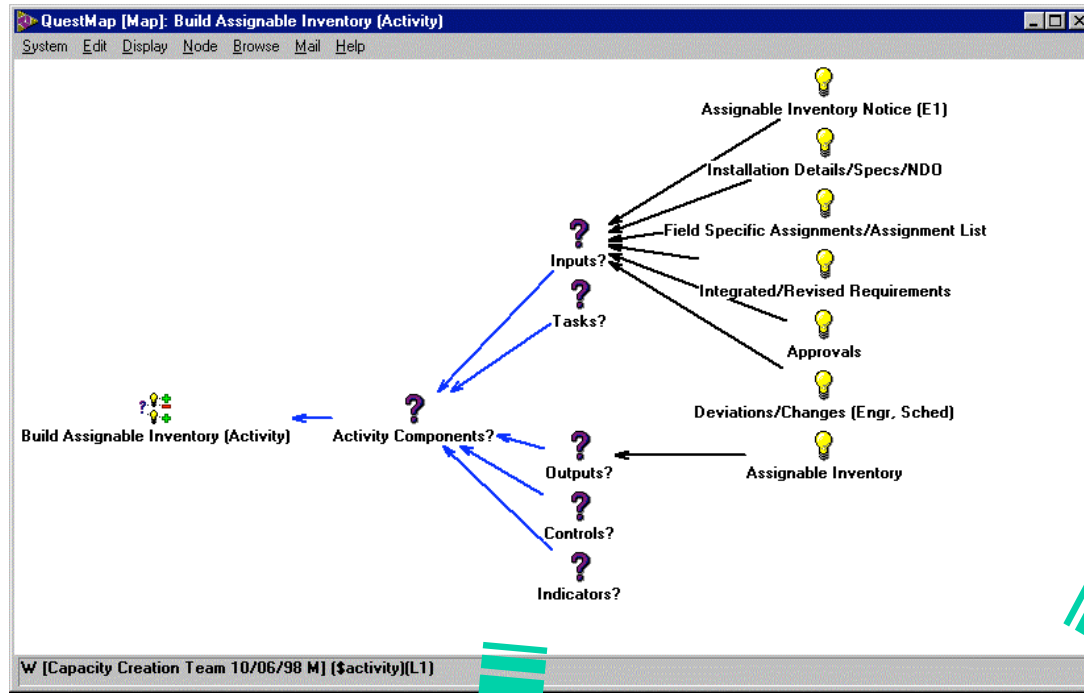 QuestMap [Map]: Build Assignable Inventory (Activity)
System Edit Display Node Browse Mail Help
Assignable Inventory Notice (E1)
Installation Details/Specs/NDO
Field Specific Assignments/Assignment List
Inputs?
Integrated/Revised Requirements
Tasks?
Approvals
Deviations/Changes (Engr, Sched)
Build Assignable Inventory (Activity)
Activity Components?
Outputs?
Assignable Inventory
Controls?
Indicators?
W [Capacity Creation Team 10/06/98 M] ($activity)(L1)